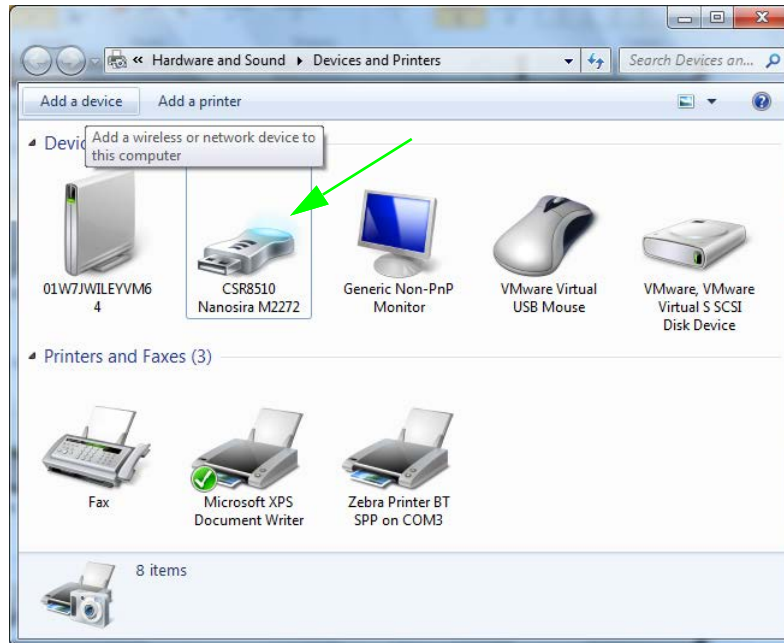 « Hardware and Sound ▸ Devices and Printers
Search Devices an...
Add a device Add a printer
Devic
Add a wireless or network device to
this computer
01W7JWILEYVM6
4
CSR8510
Nanosira M2272
Generic Non-PnP
Monitor
VMware Virtual
USB Mouse
VMware, VMware
Virtual S SCSI
Disk Device
Printers and Faxes (3)
Fax
Microsoft XPS
Document Writer
Zebra Printer BT
SPP on COM3
8 items